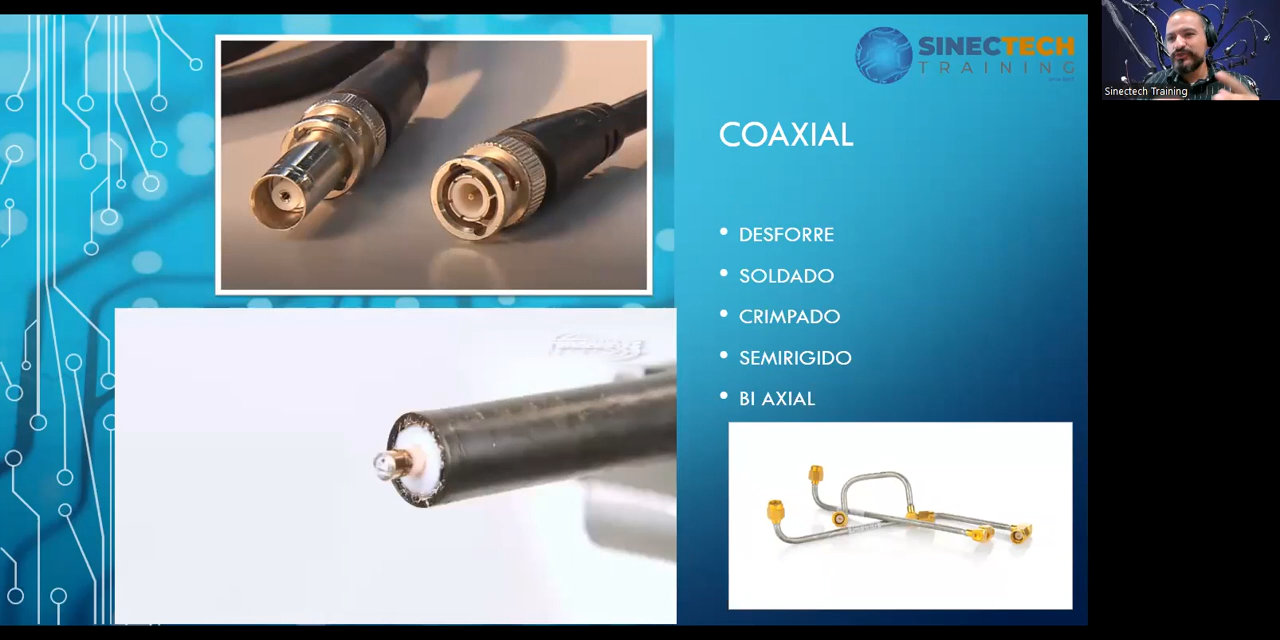 SINECTECH
TRAINING
Sinectech Training
COAXIAL
• DESFORRE
• SOLDADO
• CRIMPADO
• SEMIRIGIDO
• BI AXIAL